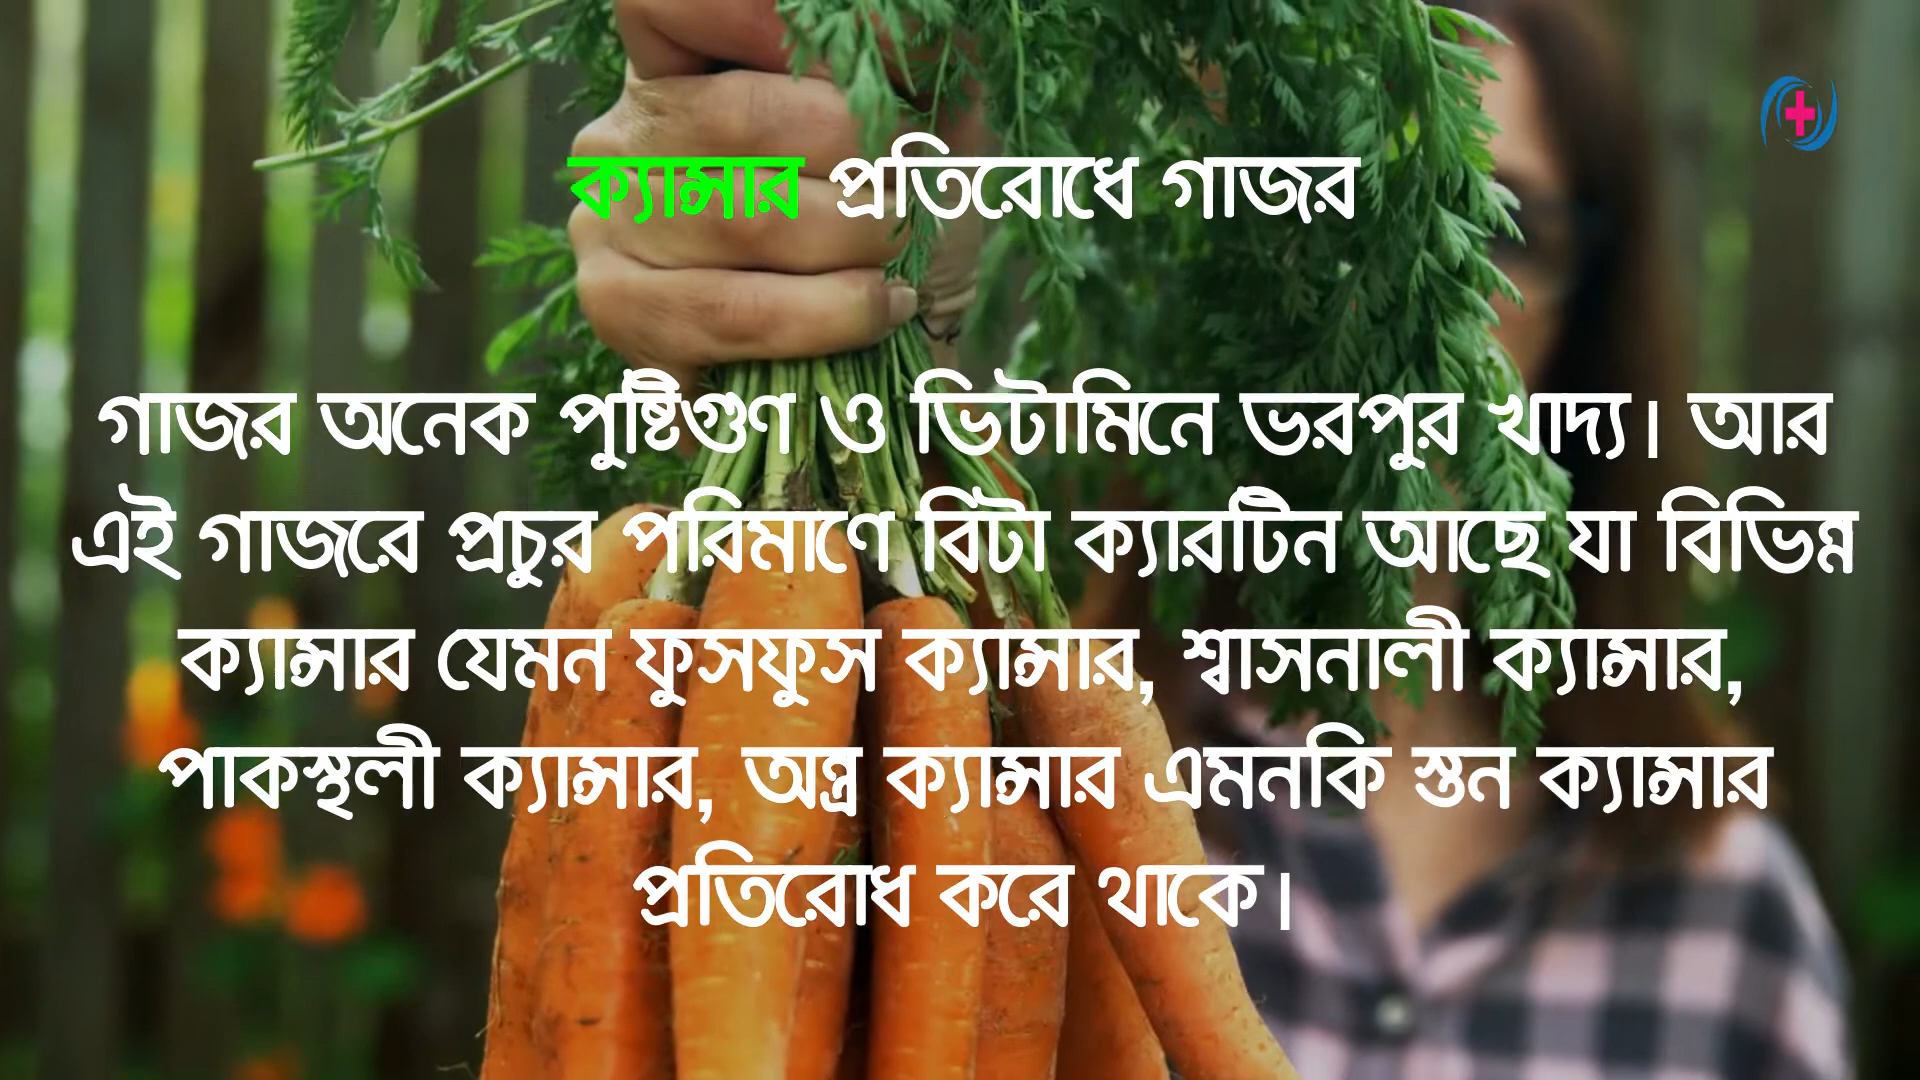 ক্যান্সার প্রতিরোধে গাজর
গাজর অনেক পুষ্টিগুণ ও ভিটামিনে ভরপুর খাদ্য। আর
এই গাজরে প্রচুর পরিমাণে বিটা ক্যারটিন আছে যা বিভিন্ন
ক্যান্সার যেমন ফুসফুস ক্যান্সার, শ্বাসনালী ক্যান্সার,
পাকস্থলী ক্যান্সার, অন্ত্র ক্যান্সার এমনকি স্তন ক্যান্সার
প্রতিরোধ করে থাকে।